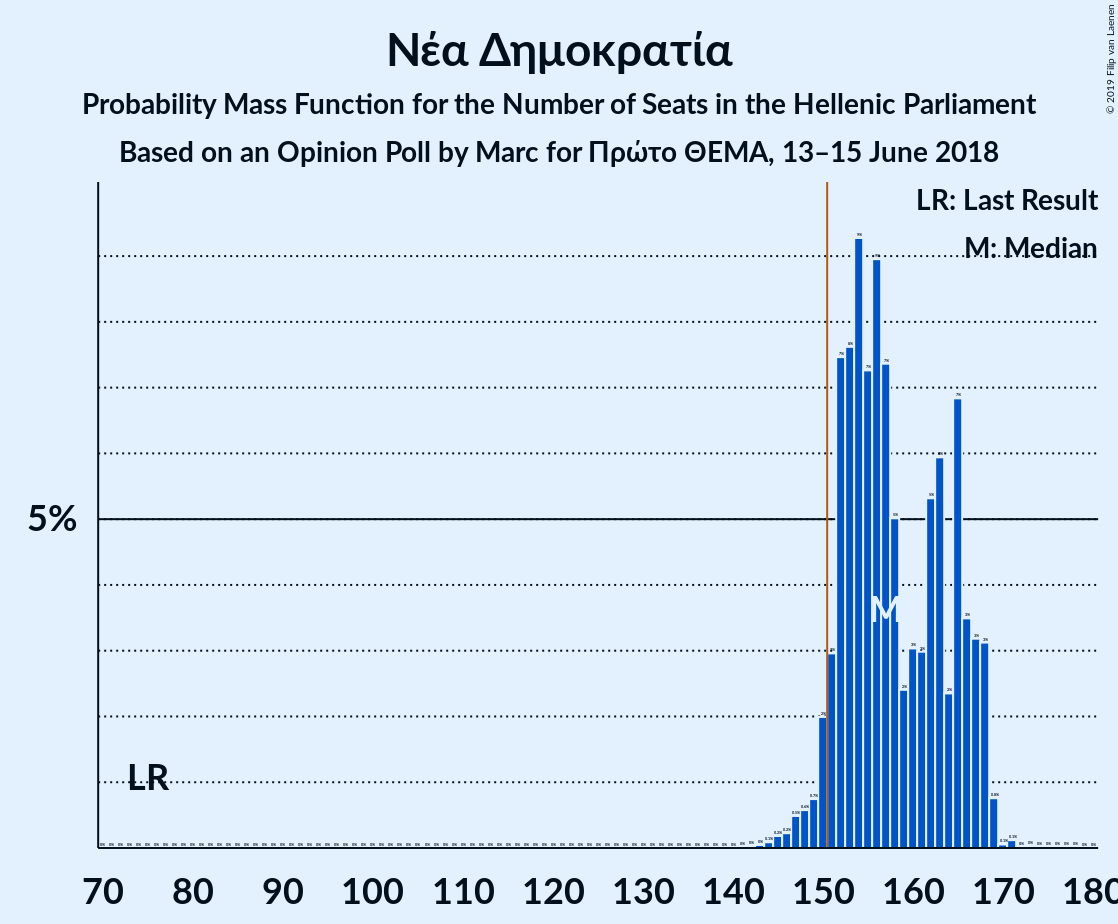 Νέα Δημοκρατία
Probability Mass Function for the Number of Seats in the Hellenic Parliament
Based on an Opinion Poll by Marc for Πρώτο ΘΕΜΑ, 13–15 June 2018
© 2019 Filip van Laenen
LR: Last Result
M: Median
5%
M
LR
70 80 90 100 110 120 130 140 150 160 170 180